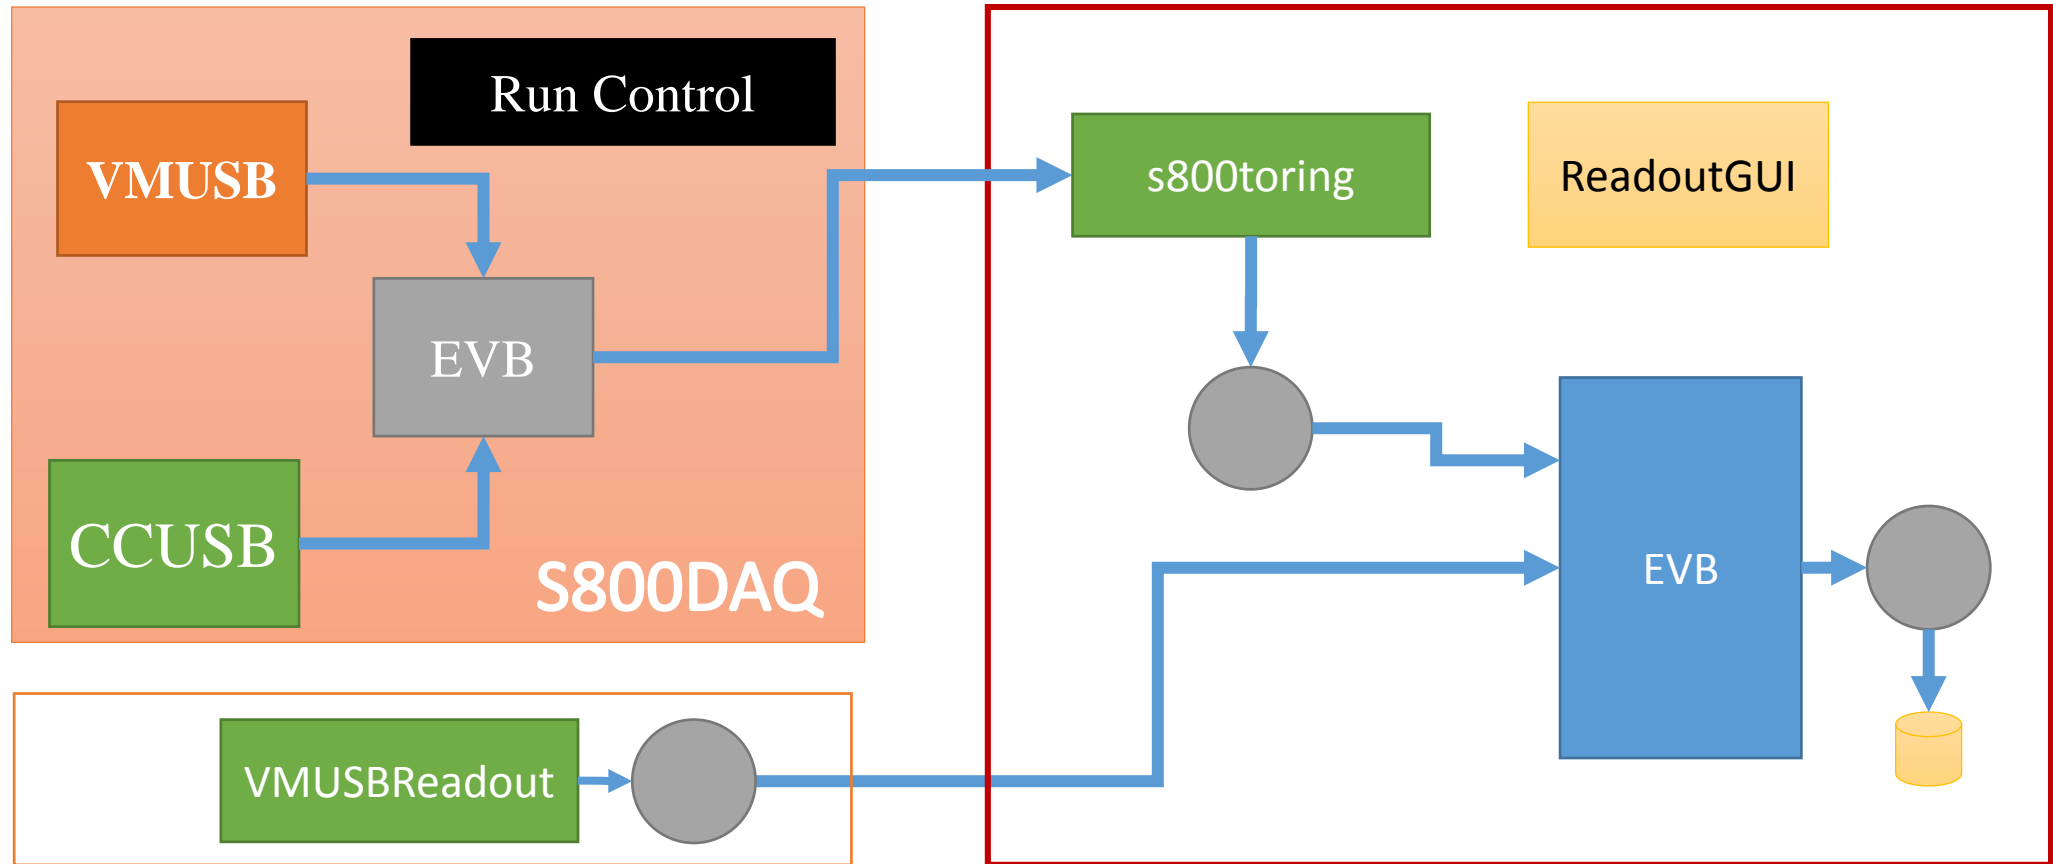 Run Control
VMUSB
EVB
CCUSB
S800DAQ
s800toring
ReadoutGUI
EVB
VMUSBReadout